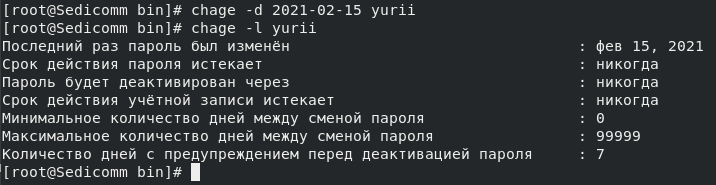 [root@Sedicomm bin]# chage -d 2021-02-15 yurii
[root@Sedicomm bin]# chage -l yurii
Последний раз пароль был изменён : фев 15, 2021
Срок действия пароля истекает : никогда
Пароль будет деактивирован через : никогда
Срок действия учётной записи истекает : никогда
Минимальное количество дней между сменой пароля : 0
Максимальное количество дней между сменой пароля : 99999
Количество дней с предупреждением перед деактивацией пароля : 7
[root@Sedicomm bin]#